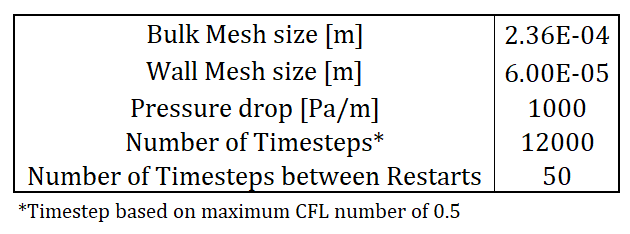 Bulk Mesh size [m] 2.36E-04
Wall Mesh size [m] 6.00E-05
Pressure drop [Pa/m] 1000
Number of Timesteps* 12000
Number of Timesteps between Restarts 50
*Timestep based on maximum CFL number of 0.5